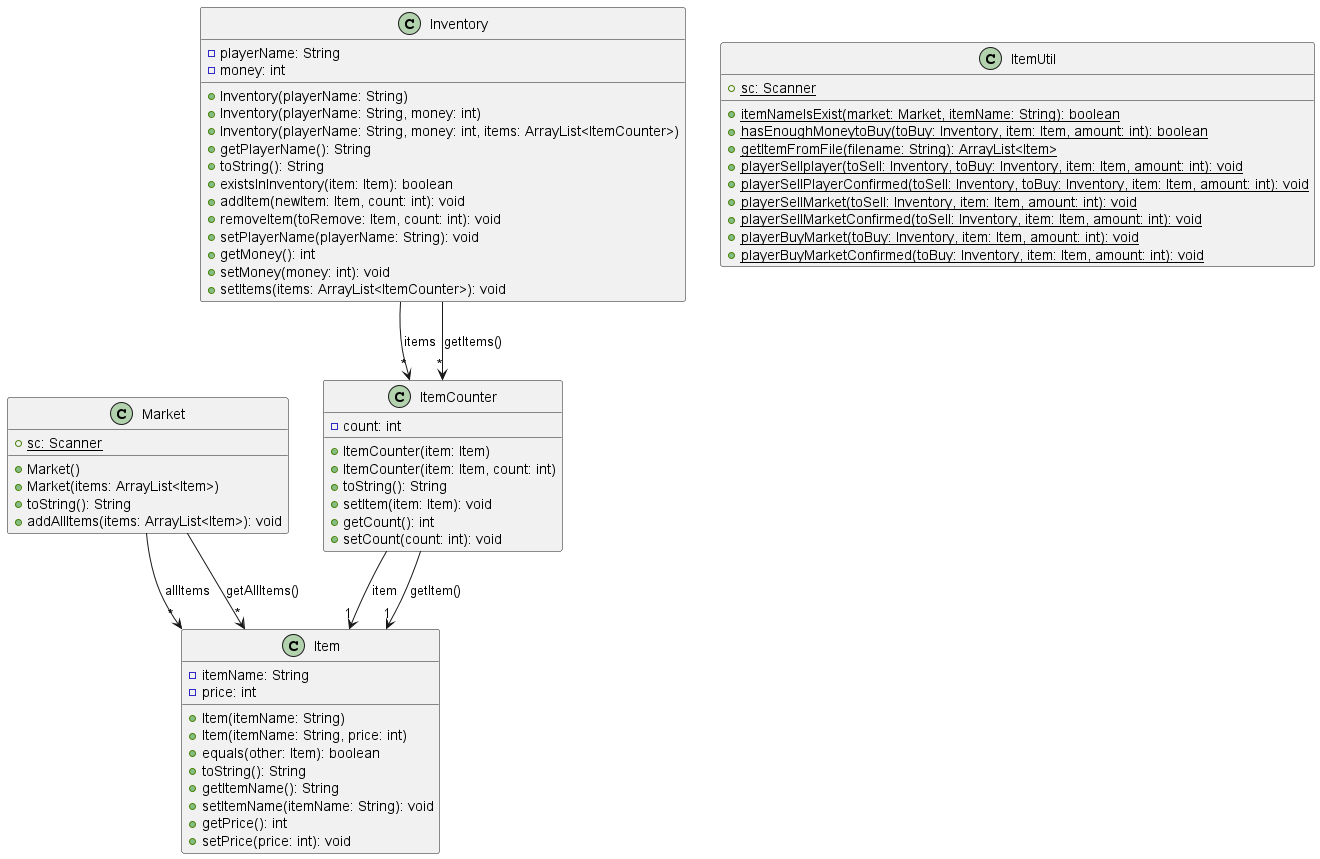 C Inventory
playerName: String
money: int
Inventory(playerName: String)
Inventory(playerName: String, money: int)
Inventory(playerName: String, money: int, items: ArrayList<ItemCounter>)
getPlayerName(): String
toString(): String
existsInInventory(item: Item): boolean
addItem(newItem: Item, count: int): void
removeItem(toRemove: Item, count: int): void
setPlayerName(playerName: String): void
getMoney(): int
setMoney(money: int): void
setItems(items: ArrayList<ItemCounter>): void
C ItemUtil
sc: Scanner
itemNameIsExist(market: Market, itemName: String): boolean
hasEnoughMoneytoBuy(toBuy: Inventory, item: Item, amount: int): boolean
getItemFromFile(filename: String): ArrayList<Item>
playerSellplayer(toSell: Inventory, toBuy: Inventory, item: Item, amount: int): void
playerSellPlayerConfirmed(toSell: Inventory, toBuy: Inventory, item: Item, amount: int): void
playerSellMarket(toSell: Inventory, item: Item, amount: int): void
playerSellMarketConfirmed(toSell: Inventory, item: Item, amount: int): void
playerBuyMarket(toBuy: Inventory, item: Item, amount: int): void
playerBuyMarketConfirmed(toBuy: Inventory, item: Item, amount: int): void
items
getItems()
*
*
C Market
sc: Scanner
Market()
Market(items: ArrayList<Item>)
toString(): String
addAllItems(items: ArrayList<Item>): void
C ItemCounter
count: int
ItemCounter(item: Item)
ItemCounter(item: Item, count: int)
toString(): String
setItem(item: Item): void
getCount(): int
setCount(count: int): void
allItems
getAllItems()
item
getItem()
*
*
1
1
C Item
itemName: String
price: int
Item(itemName: String)
Item(itemName: String, price: int)
equals(other: Item): boolean
toString(): String
getItemName(): String
setItemName(itemName: String): void
getPrice(): int
setPrice(price: int): void